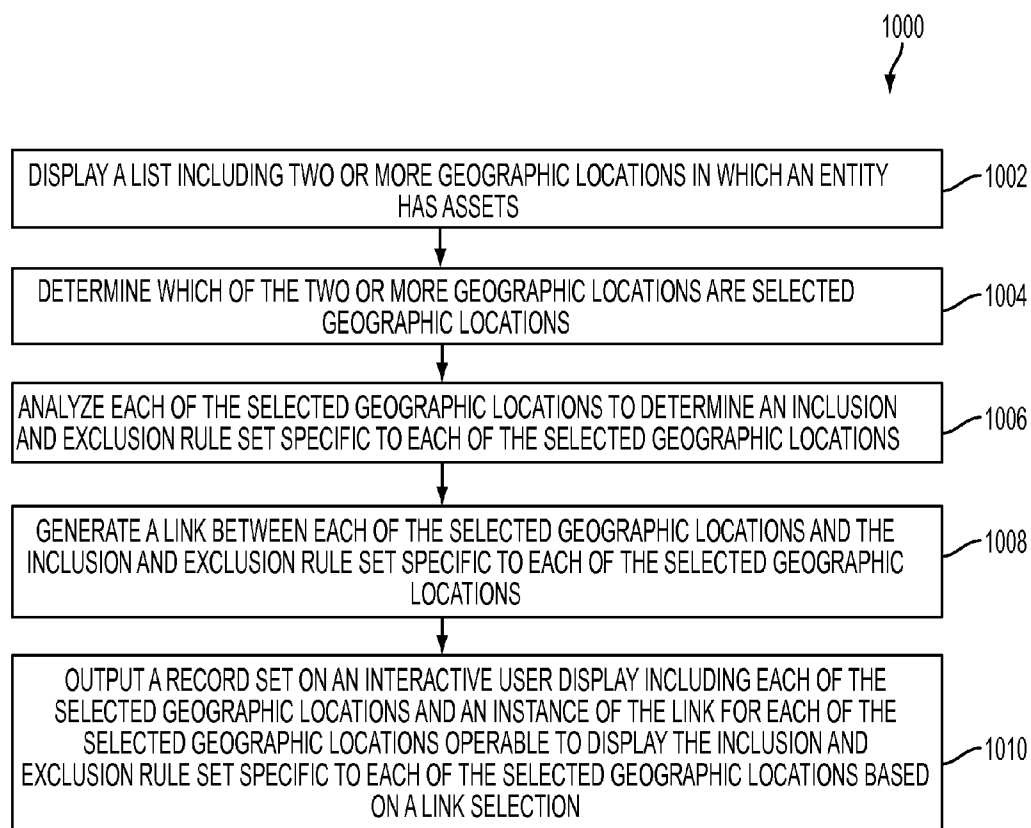 1000
DISPLAY A LIST INCLUDING TWO OR MORE GEOGRAPHIC LOCATIONS IN WHICH AN ENTITY
HAS ASSETS
1002
DETERMINE WHICH OF THE TWO OR MORE GEOGRAPHIC LOCATIONS ARE SELECTED
GEOGRAPHIC LOCATIONS
1004
ANALYZE EACH OF THE SELECTED GEOGRAPHIC LOCATIONS TO DETERMINE AN INCLUSION
AND EXCLUSION RULE SET SPECIFIC TO EACH OF THE SELECTED GEOGRAPHIC LOCATIONS
1006
GENERATE A LINK BETWEEN EACH OF THE SELECTED GEOGRAPHIC LOCATIONS AND THE
INCLUSION AND EXCLUSION RULE SET SPECIFIC TO EACH OF THE SELECTED GEOGRAPHIC
LOCATIONS
1008
OUTPUT A RECORD SET ON AN INTERACTIVE USER DISPLAY INCLUDING EACH OF THE
SELECTED GEOGRAPHIC LOCATIONS AND AN INSTANCE OF THE LINK FOR EACH OF THE
SELECTED GEOGRAPHIC LOCATIONS OPERABLE TO DISPLAY THE INCLUSION AND
EXCLUSION RULE SET SPECIFIC TO EACH OF THE SELECTED GEOGRAPHIC LOCATIONS BASED
ON A LINK SELECTION
1010